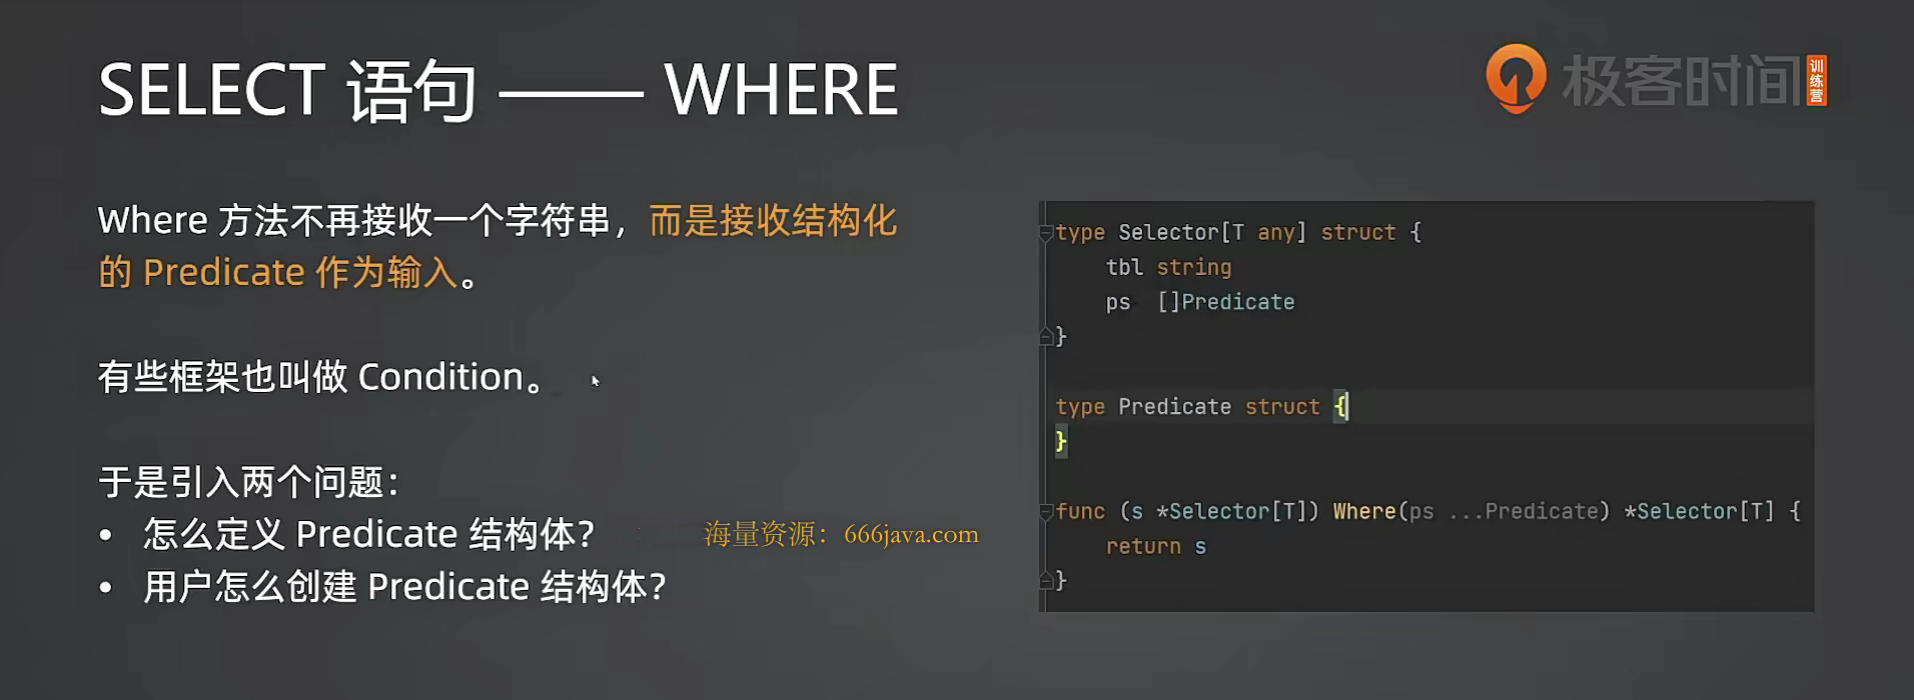 SELECT 语句 —— WHERE
极客时间
训练营
Where 方法不再接收一个字符串，而是接收结构化
的 Predicate 作为输入。
有些框架也叫做 Condition。
于是引入两个问题：
• 怎么定义 Predicate 结构体？
• 用户怎么创建 Predicate 结构体？
海量资源：666java.com
type Selector[T any] struct {
    tbl string
    ps  []Predicate
}
type Predicate struct {
}
func (s *Selector[T]) Where(ps ...Predicate) *Selector[T] {
    return s
}